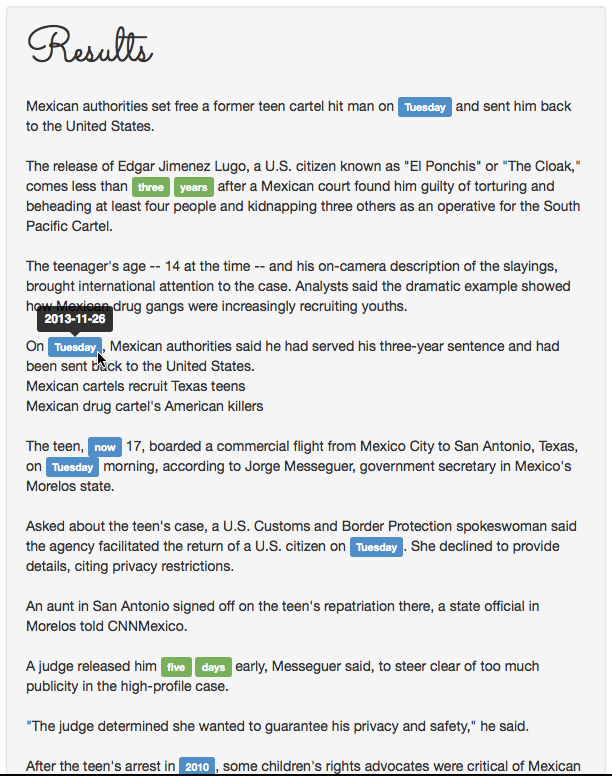 Results
Mexican authorities set free a former teen cartel hit man on Tuesday and sent him back
to the United States.
The release of Edgar Jimenez Lugo, a U.S. citizen known as "El Ponchis" or "The Cloak,"
comes less than three years after a Mexican court found him guilty of torturing and
beheading at least four people and kidnapping three others as an operative for the South
Pacific Cartel.
The teenager's age -- 14 at the time -- and his on-camera description of the slayings,
brought international attention to the case. Analysts said the dramatic example showed
how Mexican drug gangs were increasingly recruiting youths.
2013-11-26
On Tuesday, Mexican authorities said he had served his three-year sentence and had
been sent back to the United States.
Mexican cartels recruit Texas teens
Mexican drug cartel's American killers
The teen, now 17, boarded a commercial flight from Mexico City to San Antonio, Texas,
on Tuesday morning, according to Jorge Messeguer, government secretary in Mexico's
Morelos state.
Asked about the teen's case, a U.S. Customs and Border Protection spokeswoman said
the agency facilitated the return of a U.S. citizen on Tuesday. She declined to provide
details, citing privacy restrictions.
An aunt in San Antonio signed off on the teen's repatriation there, a state official in
Morelos told CNNMexico.
A judge released him five days early, Messeguer said, to steer clear of too much
publicity in the high-profile case.
"The judge determined she wanted to guarantee his privacy and safety," he said.
After the teen's arrest in 2010, some children's rights advocates were critical of Mexican